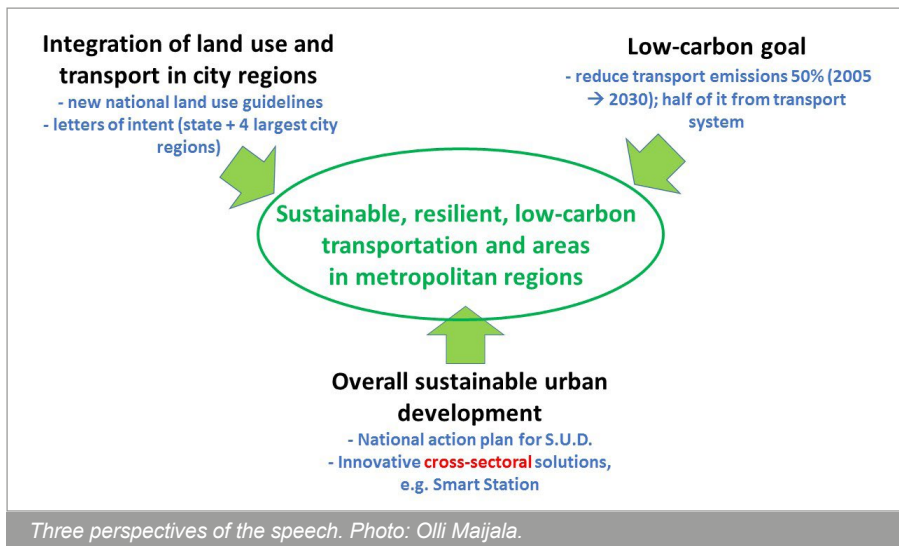 Integration of land use and
transport in city regions
- new national land use guidelines
- letters of intent (state + 4 largest city
regions)
Low-carbon goal
- reduce transport emissions 50% (2005
→ 2030); half of it from transport
system
Sustainable, resilient, low-carbon
transportation and areas
in metropolitan regions
Overall sustainable urban
development
- National action plan for S.U.D.
- Innovative cross-sectoral solutions,
e.g. Smart Station
Three perspectives of the speech. Photo: Olli Maijala.